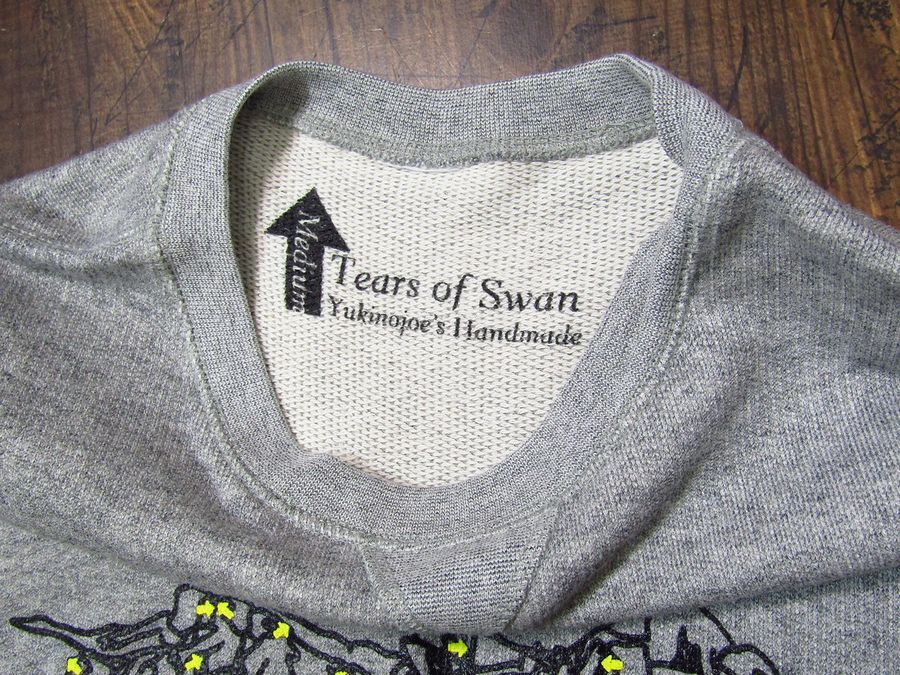 Medium
Tears of Swan
Yukinojoe's Handmade